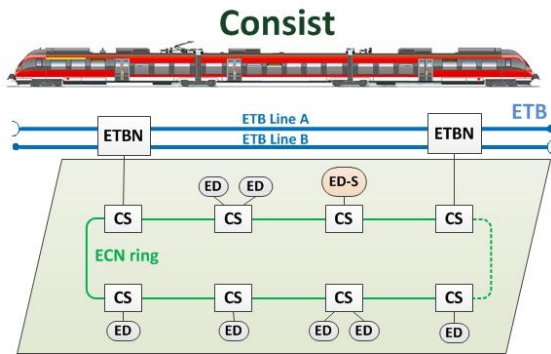 Consist
ETB Line A
ETB
ETBN
ETBN
ETB Line B
ED
ED
ED-S
CS
CS
CS
CS
ECN ring
CS
CS
CS
CS
ED
ED
ED
ED
ED